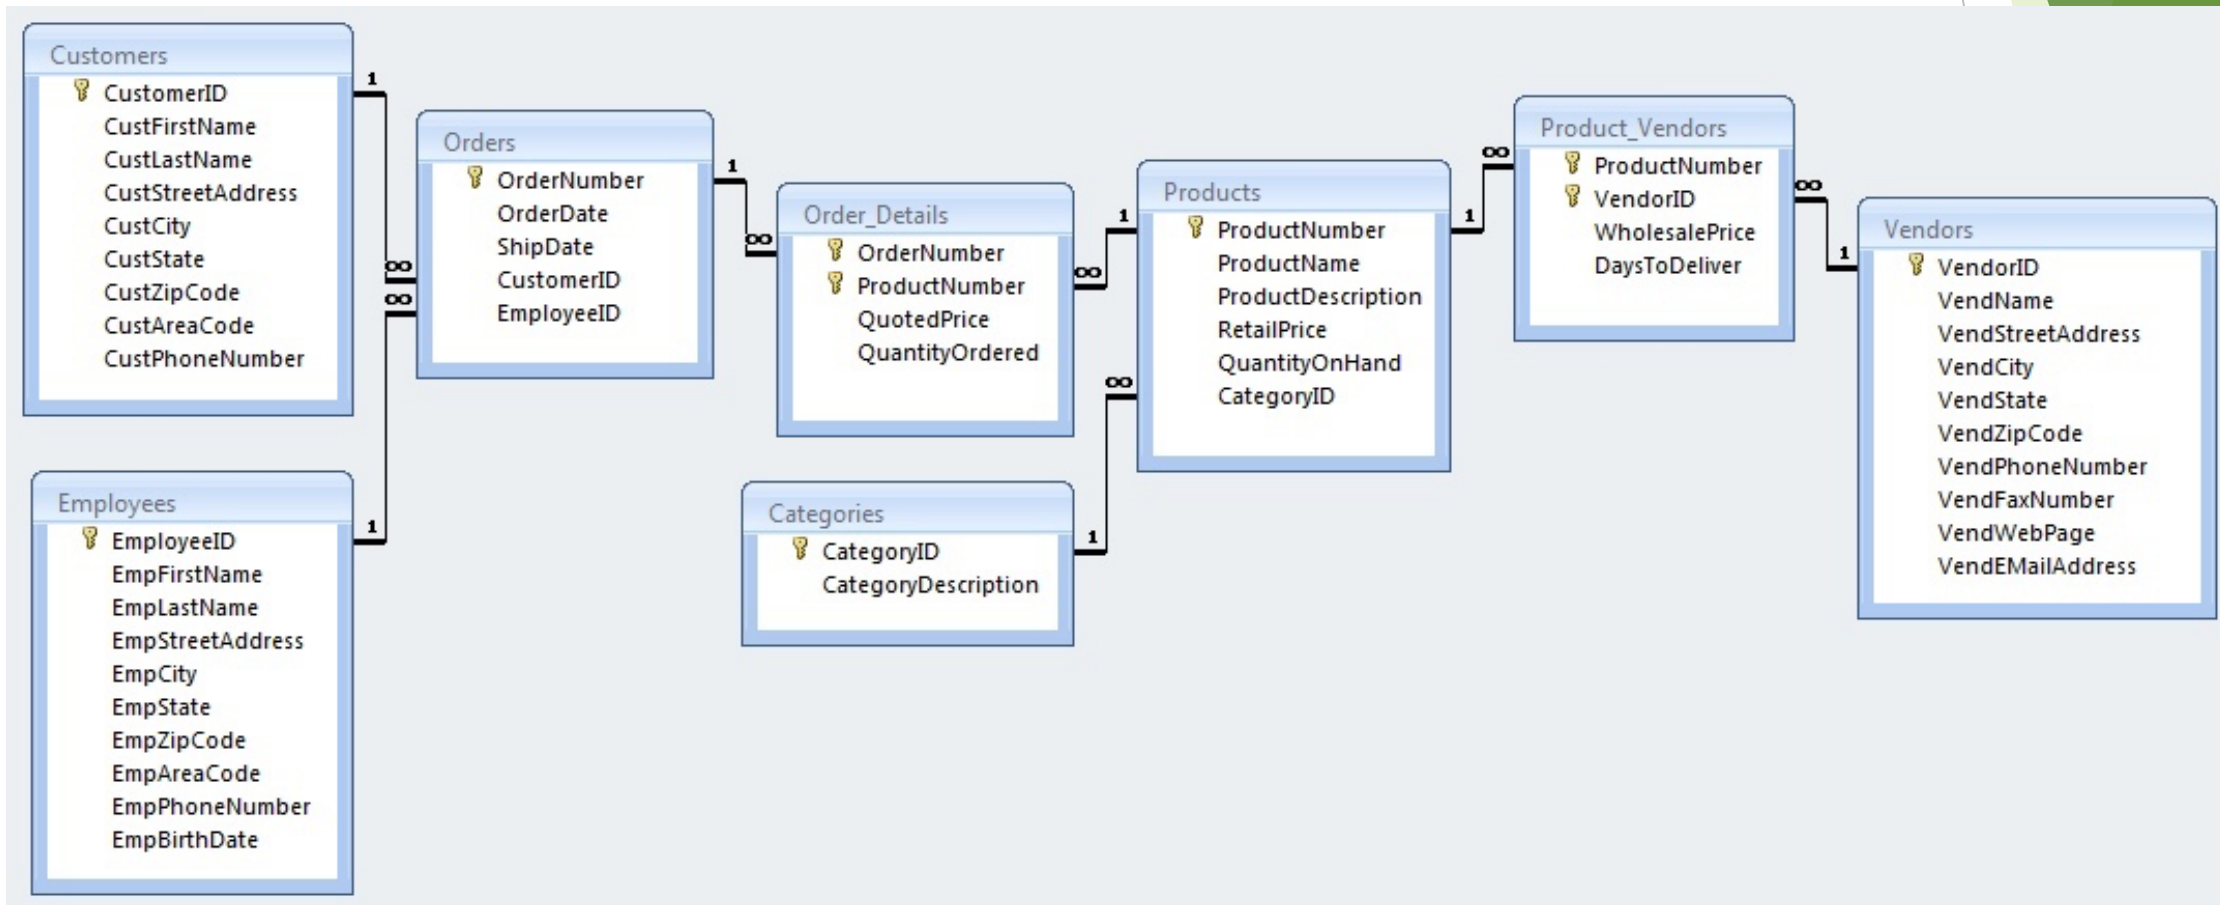 Customers
CustomerID
CustFirstName
CustLastName
CustStreetAddress
CustCity
CustState
CustZipCode
CustAreaCode
CustPhoneNumber
1
∞
Employees
EmployeeID
EmpFirstName
EmpLastName
EmpStreetAddress
EmpCity
EmpState
EmpZipCode
EmpAreaCode
EmpPhoneNumber
EmpBirthDate
1
∞
Orders
OrderNumber
OrderDate
ShipDate
CustomerID
EmployeeID
1
∞
Order_Details
OrderNumber
ProductNumber
QuotedPrice
QuantityOrdered
∞
1
Categories
CategoryID
CategoryDescription
1
∞
Products
ProductNumber
ProductName
ProductDescription
RetailPrice
QuantityOnHand
CategoryID
1
∞
Product_Vendors
ProductNumber
VendorID
WholesalePrice
DaysToDeliver
∞
1
Vendors
VendorID
VendName
VendStreetAddress
VendCity
VendState
VendZipCode
VendPhoneNumber
VendFaxNumber
VendWebPage
VendEMailAddress